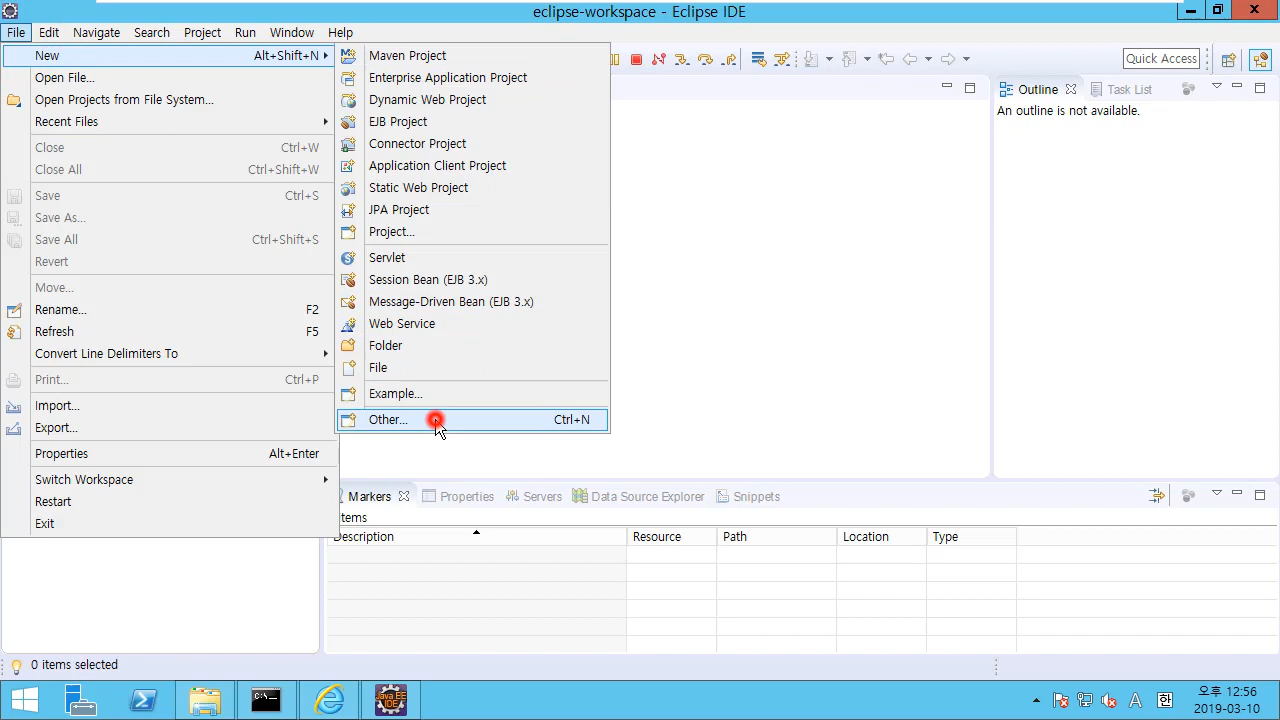 eclipse-workspace - Eclipse IDE
File Edit Navigate Search Project Run Window Help
New Alt+Shift+N
Open File...
Open Projects from File System...
Recent Files
Close Ctrl+W
Close All Ctrl+Shift+W
Save Ctrl+S
Save As...
Save All Ctrl+Shift+S
Revert
Move...
Rename... F2
Refresh F5
Convert Line Delimiters To
Print... Ctrl+P
Import...
Export...
Properties Alt+Enter
Switch Workspace
Restart
Exit
Maven Project
Enterprise Application Project
Dynamic Web Project
EJB Project
Connector Project
Application Client Project
Static Web Project
JPA Project
Project...
Servlet
Session Bean (EJB 3.x)
Message-Driven Bean (EJB 3.x)
Web Service
Folder
File
Example...
Other... Ctrl+N
Quick Access
Outline Task List
An outline is not available.
Markers Properties Servers Data Source Explorer Snippets
items
Description Resource Path Location Type
0 items selected
C:\
Java EE
IDE
A 한
오후 12:56
2019-03-10